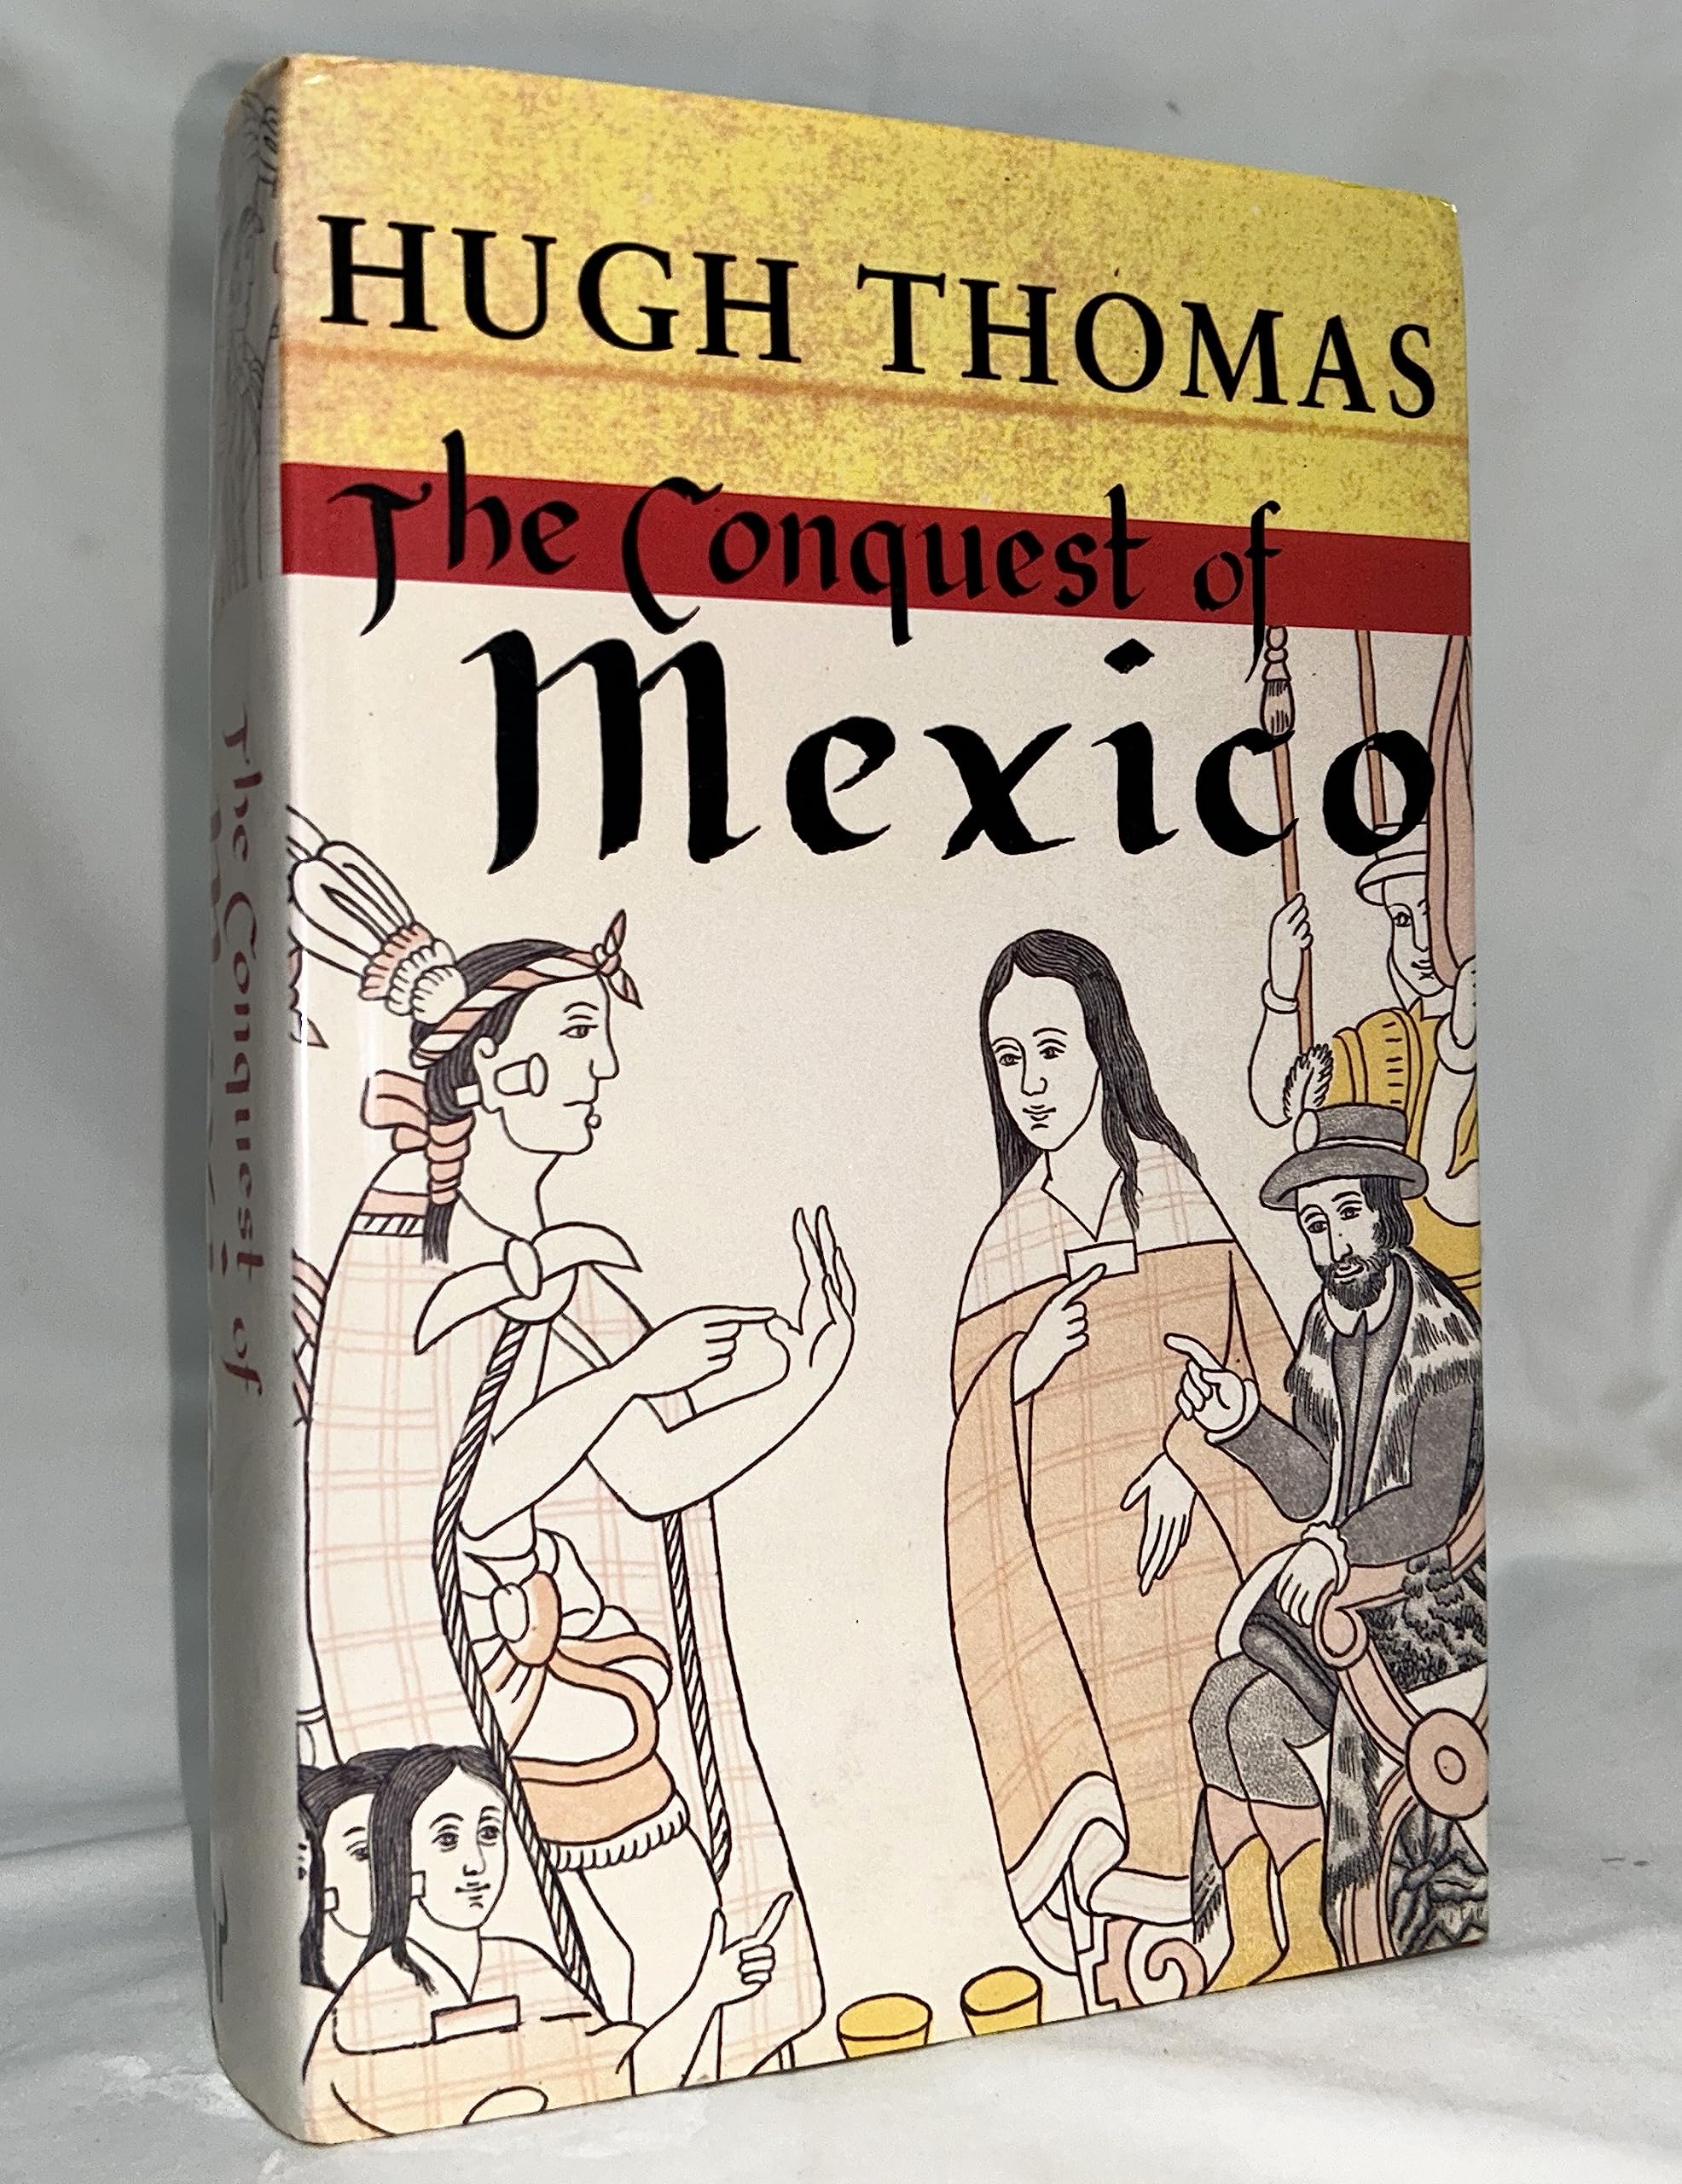 HUGH THOMAS
The Conquest of
Mexico
The Conquest of